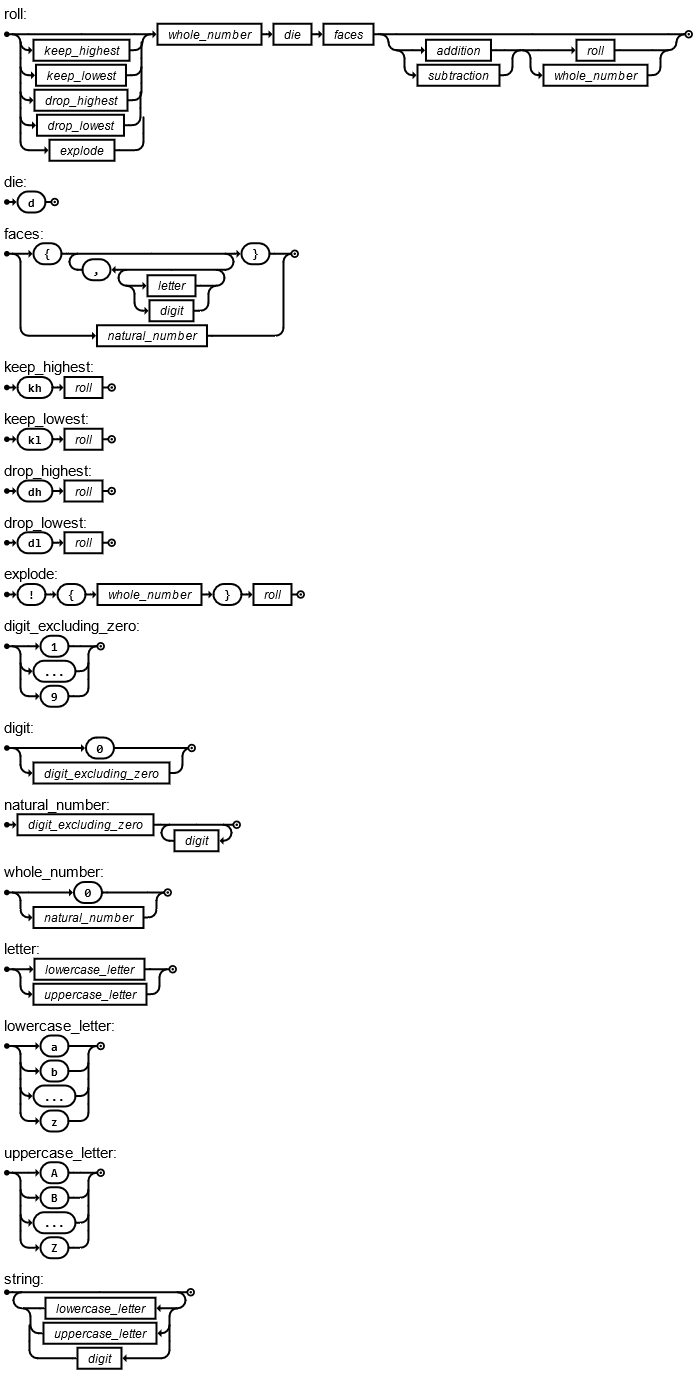 roll:
whole_number die faces
keep_highest addition roll
keep_lowest subtraction whole_number
drop_highest
drop_lowest
explode
die:
d
faces:
{ }
,
letter
digit
natural_number
keep_highest:
kh roll
keep_lowest:
kl roll
drop_highest:
dh roll
drop_lowest:
dl roll
explode:
! { whole_number } roll
digit_excluding_zero:
1
...
9
digit:
0
digit_excluding_zero
natural_number:
digit_excluding_zero
digit
whole_number:
0
natural_number
letter:
lowercase_letter
uppercase_letter
lowercase_letter:
a
b
...
z
uppercase_letter:
A
B
...
Z
string:
lowercase_letter
uppercase_letter
digit